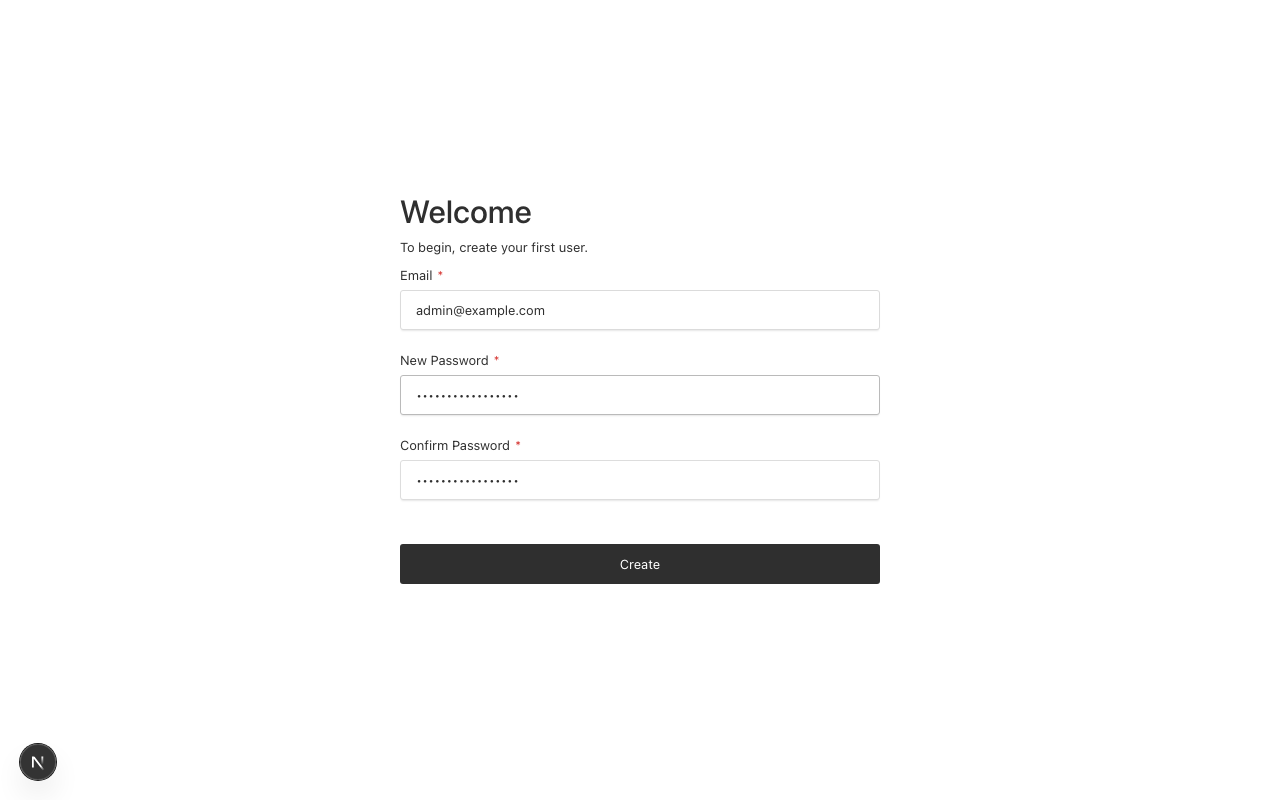 Welcome
To begin, create your first user.
Email *
admin@example.com
New Password *
•••••••••••••••••
Confirm Password *
•••••••••••••••••
Create
N